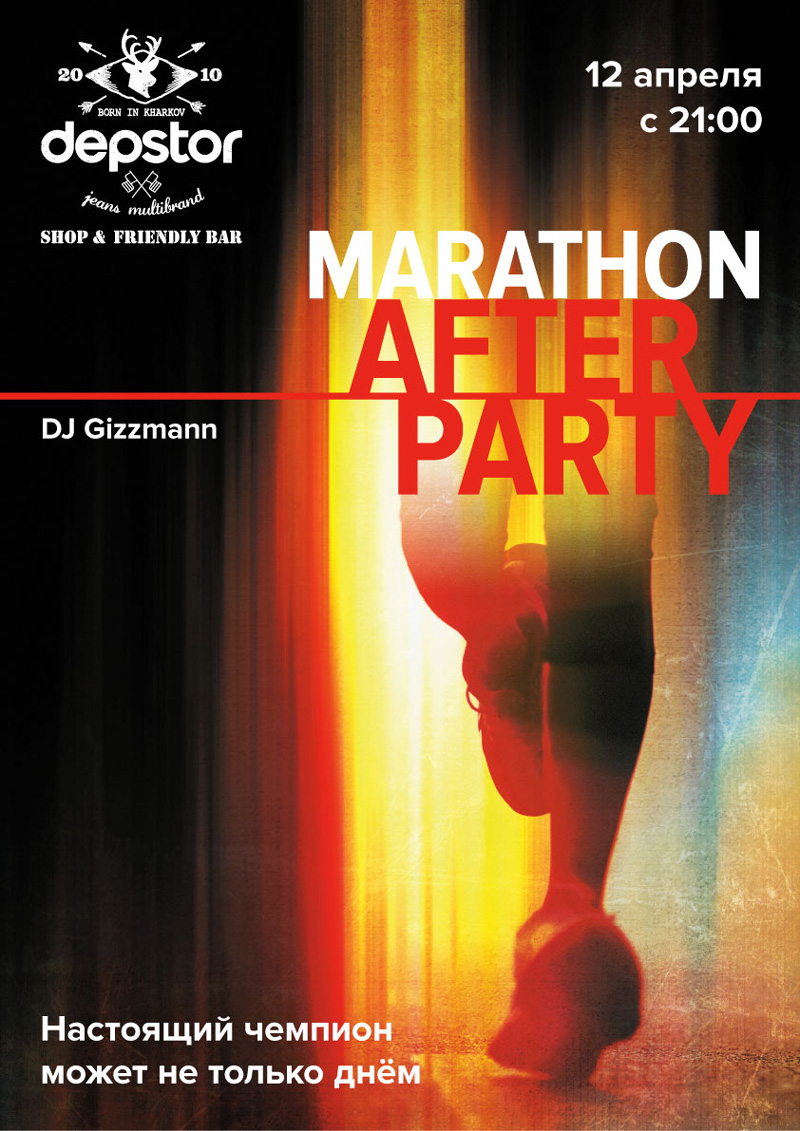 20 10
BORN IN KHARKOV
depstor
jeans multibrand
SHOP & FRIENDLY BAR
12 апреля
с 21:00
MARATHON
AFTER
PARTY
DJ Gizzmann
Настоящий чемпион
может не только днём